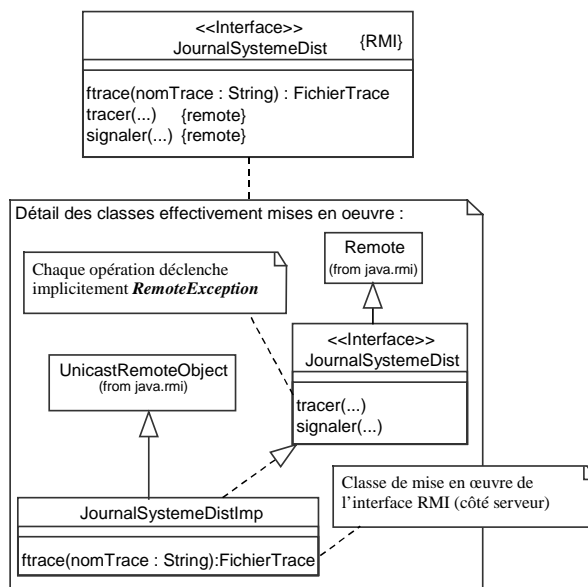 <<Interface>>
JournalSystemeDist {RMI}
ftrace(nomTrace : String) : FichierTrace
tracer(...) {remote}
signaler(...) {remote}
Détail des classes effectivement mises en oeuvre :
Chaque opération déclenche
implicitement RemoteException
Remote
(from java.rmi)
<<Interface>>
JournalSystemeDist
tracer(...)
signaler(...)
UnicastRemoteObject
(from java.rmi)
Classe de mise en œuvre de
l'interface RMI (côté serveur)
JournalSystemeDistImp
ftrace(nomTrace : String):FichierTrace